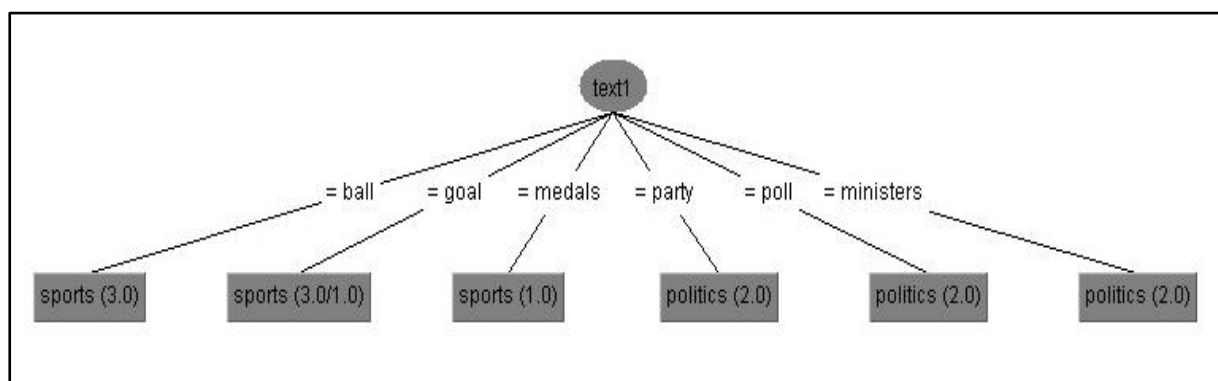 text1
= ball = goal = medals = party = poll = ministers
sports (3.0) sports (3.0/1.0) sports (1.0) politics (2.0) politics (2.0) politics (2.0)